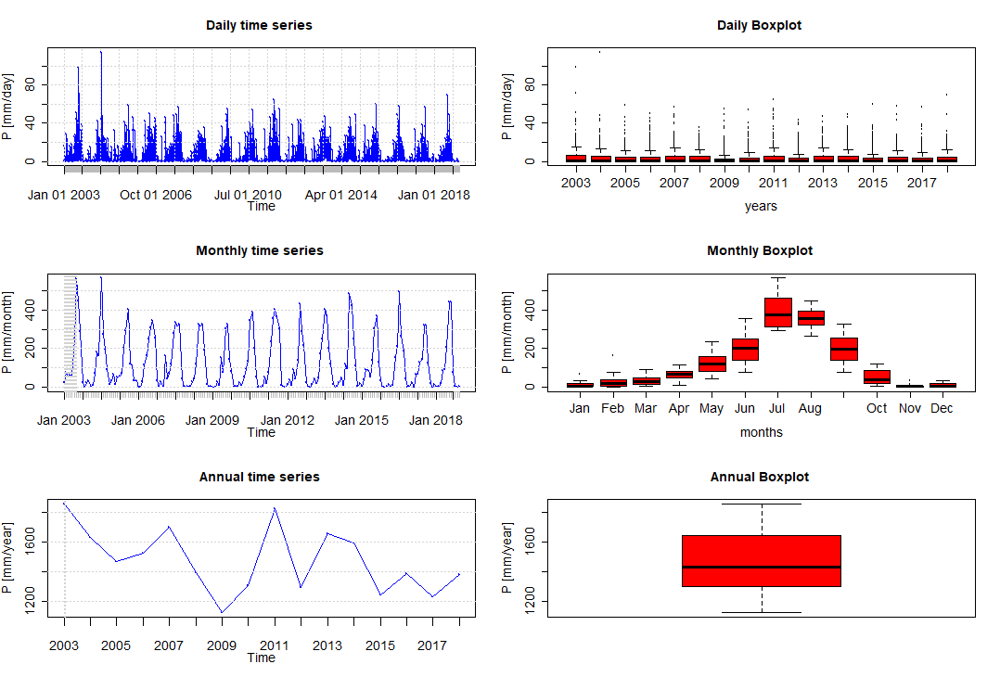 Daily time series
P [mm/day]
0 40 80
Jan 01 2003 Oct 01 2006 Jul 01 2010 Apr 01 2014 Jan 01 2018
Time
Daily Boxplot
P [mm/day]
0 40 80
2003 2005 2007 2009 2011 2013 2015 2017
years
Monthly time series
P [mm/month]
0 200 400
Jan 2003 Jan 2006 Jan 2009 Jan 2012 Jan 2015 Jan 2018
Time
Monthly Boxplot
P [mm/month]
0 200 400
Jan Feb Mar Apr May Jun Jul Aug Oct Nov Dec
months
Annual time series
P [mm/year]
1200 1600
2003 2005 2007 2009 2011 2013 2015 2017
Time
Annual Boxplot
P [mm/year]
1200 1600